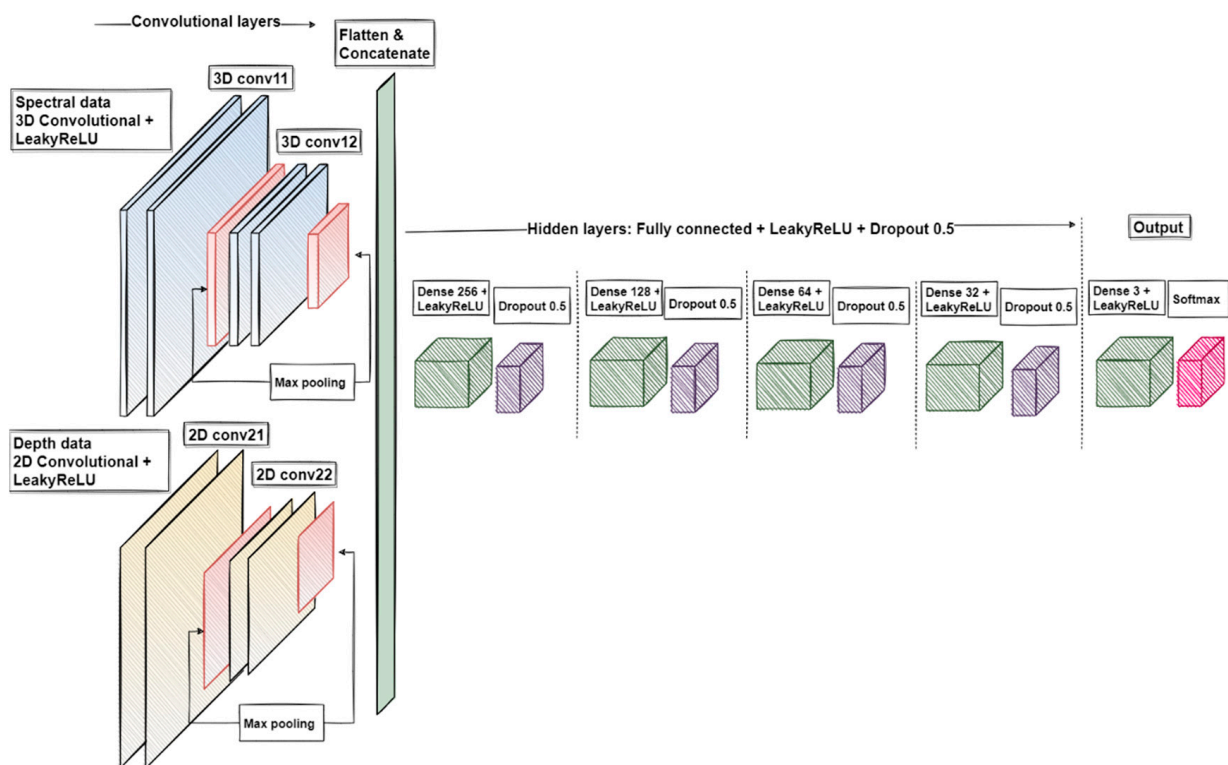 Convolutional layers
Flatten &
Concatenate
3D conv11
Spectral data
3D Convolutional +
LeakyReLU
3D conv12
Max pooling
Depth data
2D Convolutional +
LeakyReLU
2D conv21
2D conv22
Max pooling
Hidden layers: Fully connected + LeakyReLU + Dropout 0.5
Output
Dense 256 +
LeakyReLU
Dropout 0.5
Dense 128 +
LeakyReLU
Dropout 0.5
Dense 64 +
LeakyReLU
Dropout 0.5
Dense 32 +
LeakyReLU
Dropout 0.5
Dense 3 +
LeakyReLU
Softmax